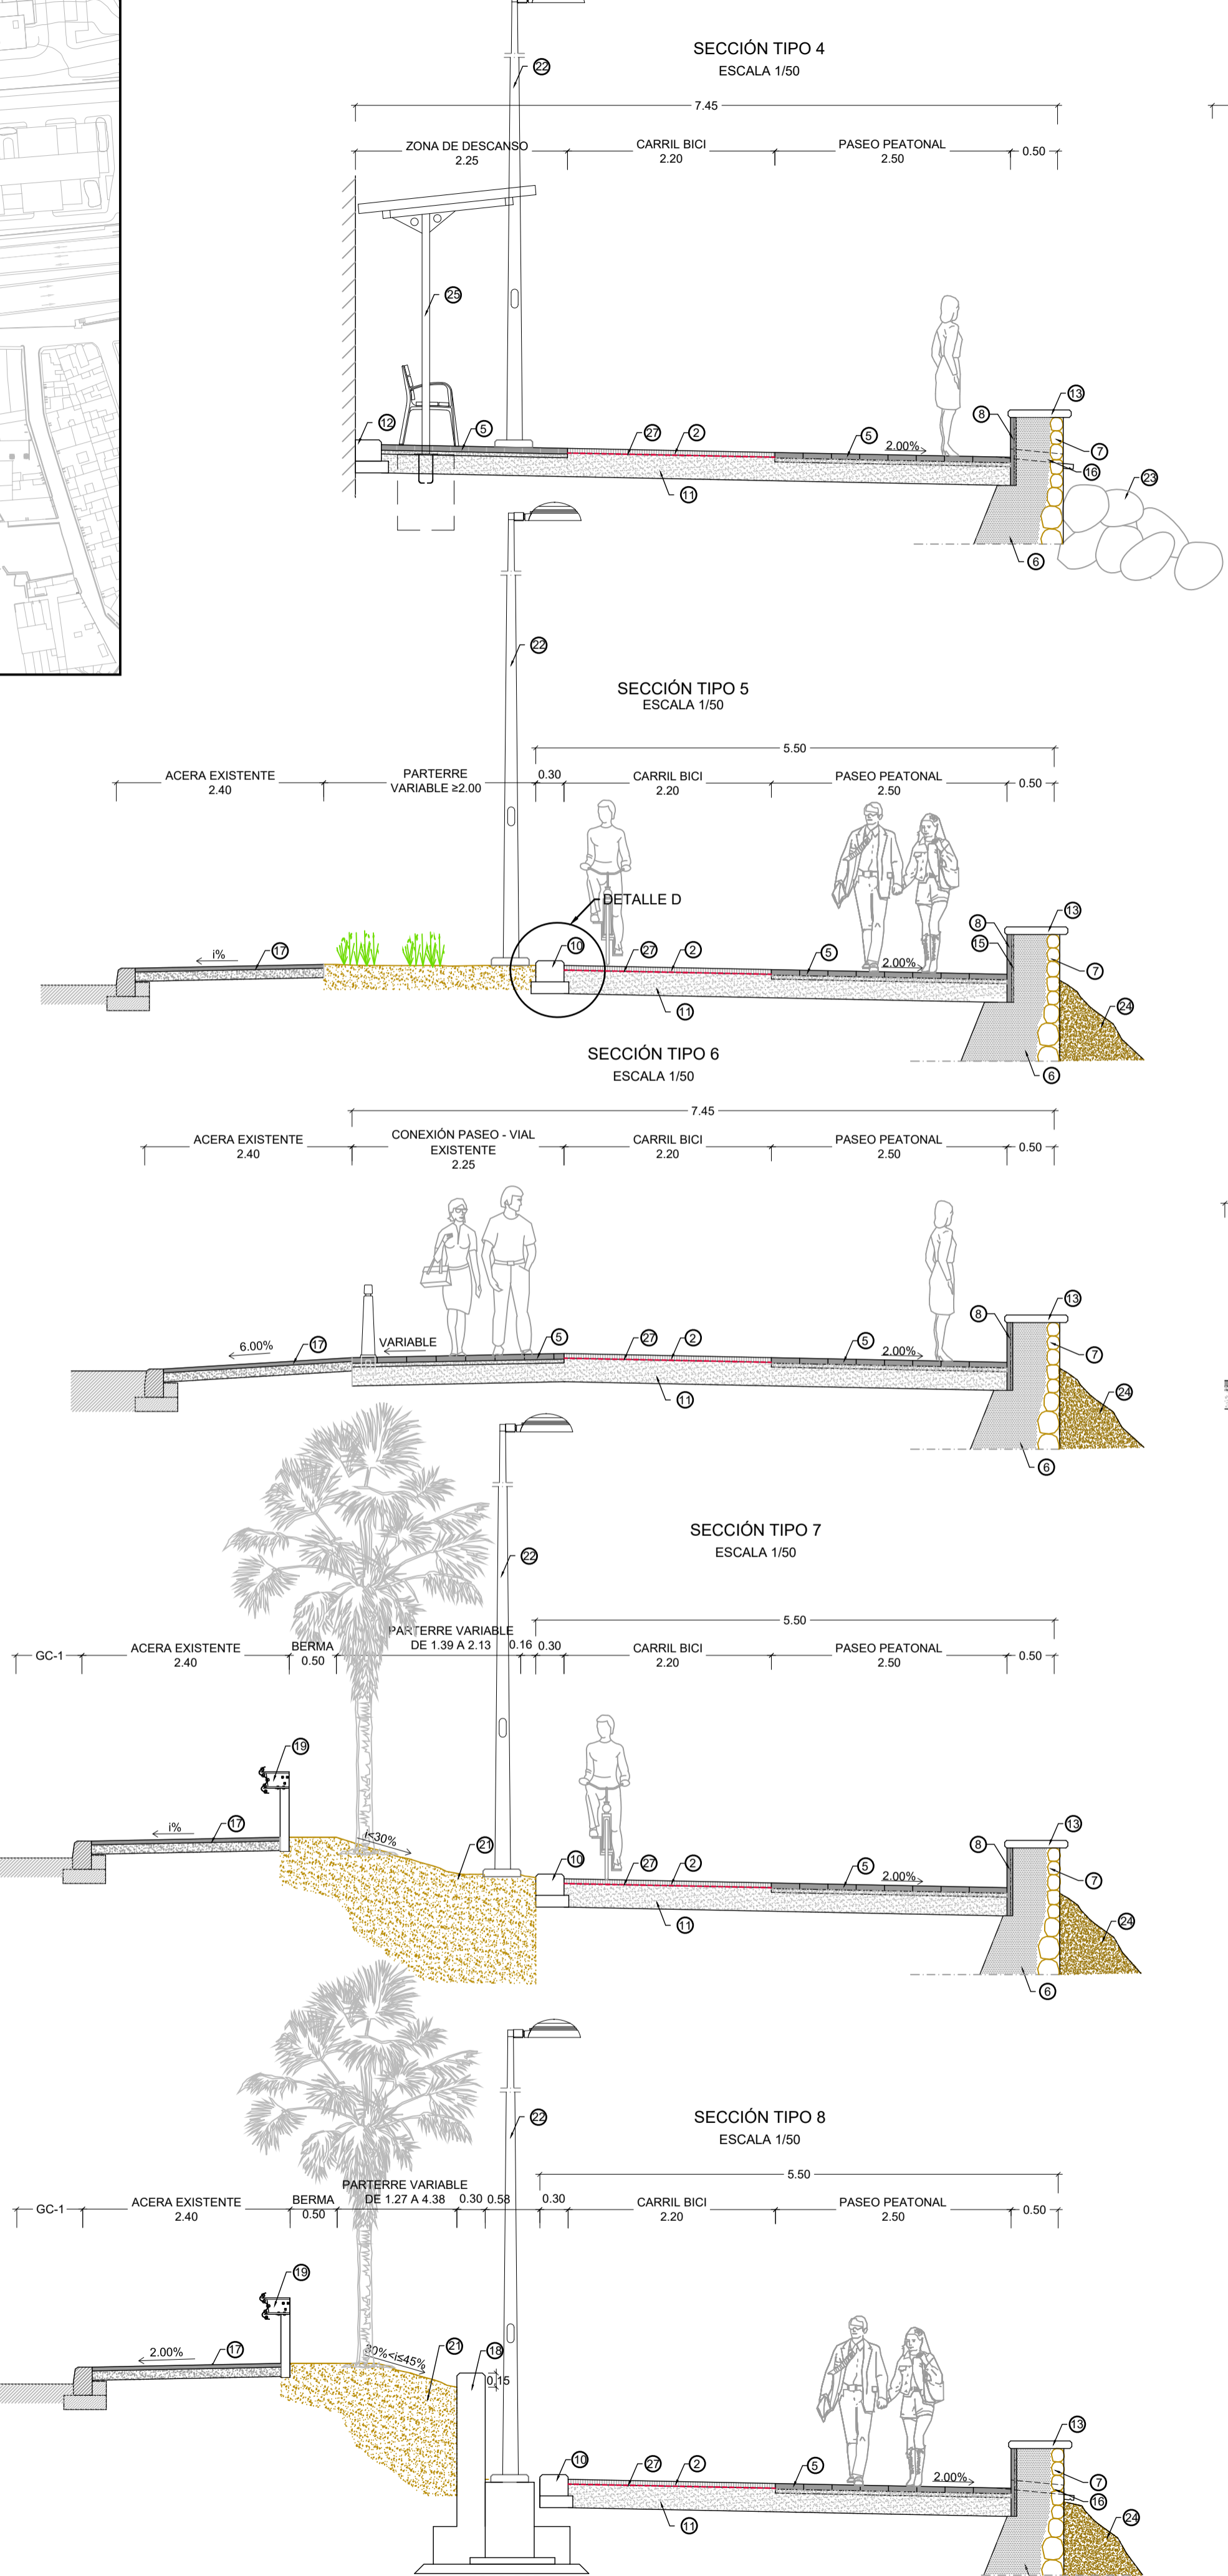 SECCIÓN TIPO 4
ESCALA 1/50
22
7.45
ZONA DE DESCANSO
2.25
CARRIL BICI
2.20
PASEO PEATONAL
2.50
0.50
25
12
5
27
2
5
2.00%
8
13
7
16
23
11
6
SECCIÓN TIPO 5
ESCALA 1/50
22
5.50
ACERA EXISTENTE
2.40
PARTERRE
VARIABLE ≥2.00
0.30
CARRIL BICI
2.20
PASEO PEATONAL
2.50
0.50
DETALLE D
i%
17
10
27
2
5
2.00%
8
15
13
7
24
11
6
SECCIÓN TIPO 6
ESCALA 1/50
7.45
ACERA EXISTENTE
2.40
CONEXIÓN PASEO - VIAL
EXISTENTE
2.25
CARRIL BICI
2.20
PASEO PEATONAL
2.50
0.50
6.00%
17
VARIABLE
5
27
2
5
2.00%
8
13
7
24
11
6
SECCIÓN TIPO 7
ESCALA 1/50
22
5.50
GC-1
ACERA EXISTENTE
2.40
BERMA
0.50
PARTERRE VARIABLE
DE 1.39 A 2.13
0.16
0.30
CARRIL BICI
2.20
PASEO PEATONAL
2.50
0.50
19
i%
17
i<30%
21
10
27
2
5
2.00%
8
13
7
24
11
6
SECCIÓN TIPO 8
ESCALA 1/50
22
5.50
GC-1
ACERA EXISTENTE
2.40
BERMA
0.50
PARTERRE VARIABLE
DE 1.27 A 4.38
0.30
0.58
0.30
CARRIL BICI
2.20
PASEO PEATONAL
2.50
0.50
19
2.00%
17
30%<i≤45%
21
18
0.15
10
27
2
5
2.00%
13
7
16
24
11